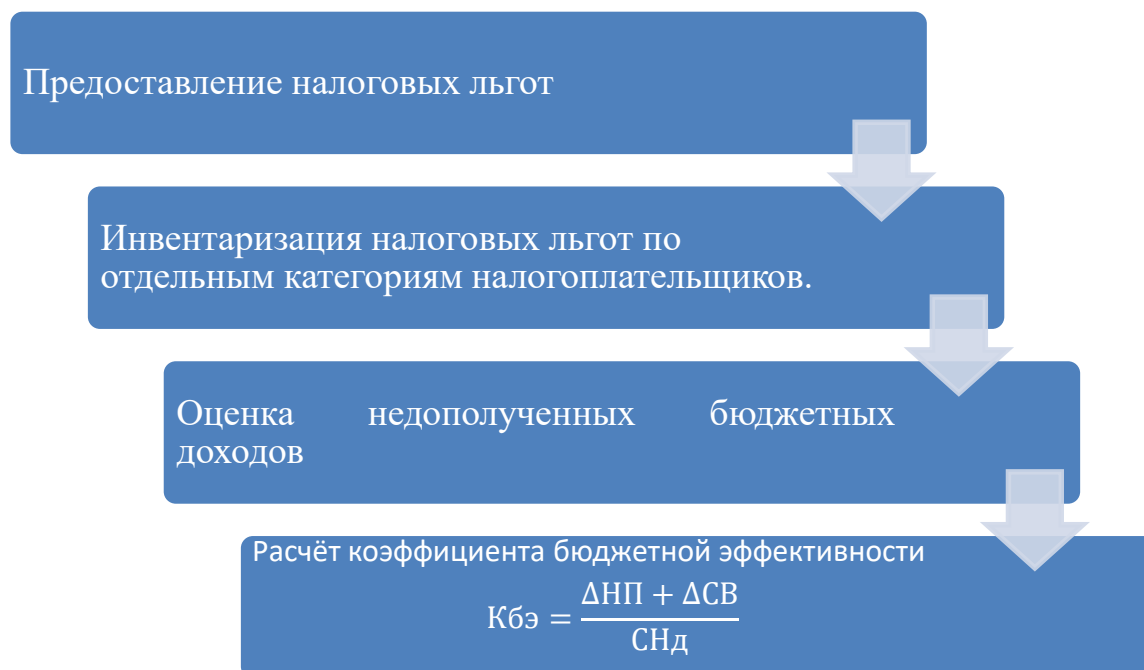 Предоставление налоговых льгот
Инвентаризация налоговых льгот по
отдельным категориям налогоплательщиков.
Оценка недополученных бюджетных
доходов
Расчёт коэффициента бюджетной эффективности
Кбэ = (ΔНП + ΔСВ) / СНд